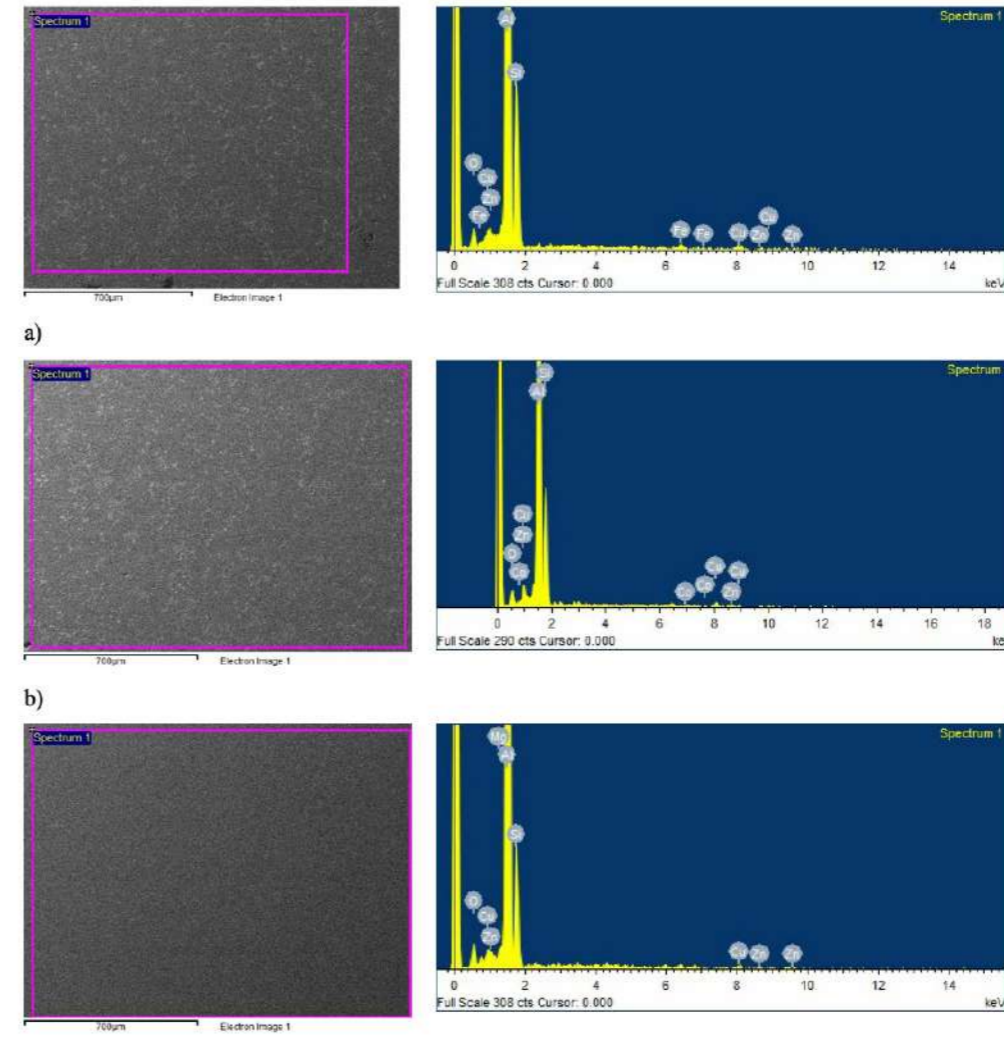 Spectrum 1
700µm Electron Image 1
Spectrum 1
Al
Si
O
Cu
Zn
Fe
Fe Fe Cu Zn Cu Zn
0 2 4 6 8 10 12 14
Full Scale 308 cts Cursor: 0.000 keV
a)
Spectrum 1
700µm Electron Image 1
Spectrum
Si
Al
Cu
Zn
O
Co
Co Co Cu Zn Cu
0 2 4 6 8 10 12 14 16 18
Full Scale 290 cts Cursor: 0.000 ke
b)
Spectrum 1
700µm Electron Image 1
Spectrum 1
Mg
Al
Si
O
Cu
Zn
Cu Zn Zn
0 2 4 6 8 10 12 14
Full Scale 308 cts Cursor: 0.000 keV